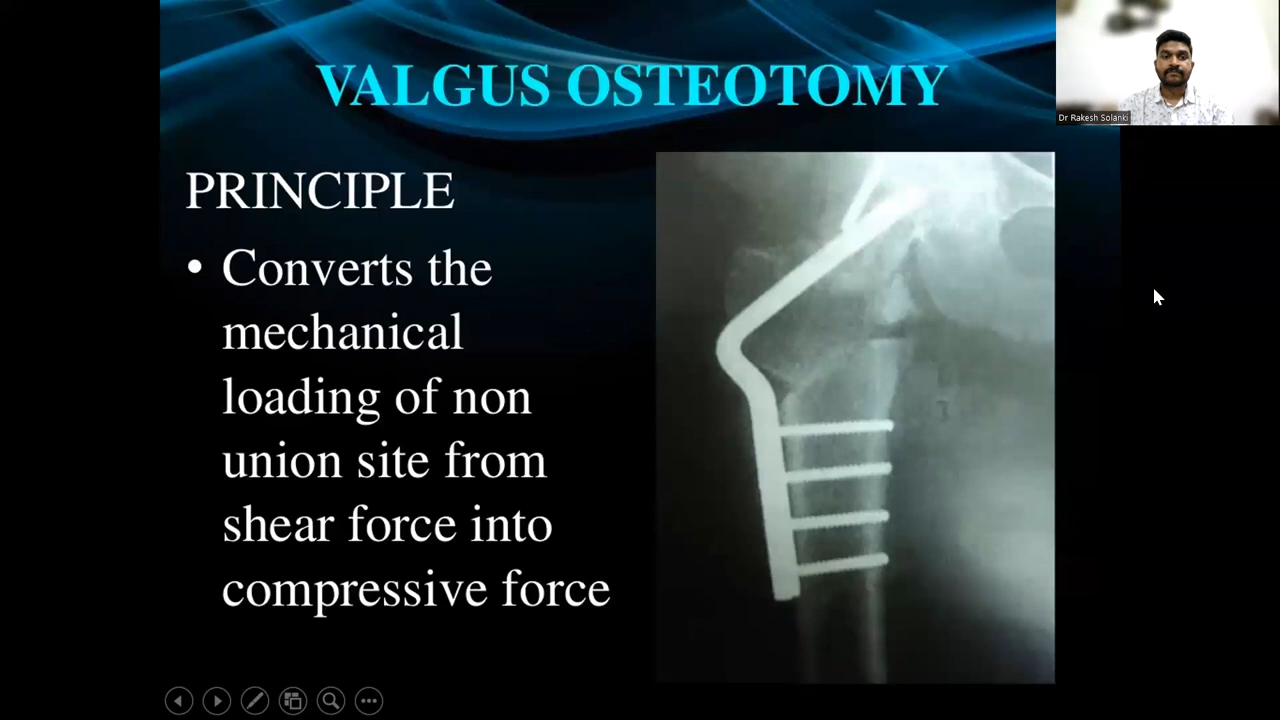 VALGUS OSTEOTOMY
Dr Rakesh Solanki
PRINCIPLE
• Converts the
mechanical
loading of non
union site from
shear force into
compressive force